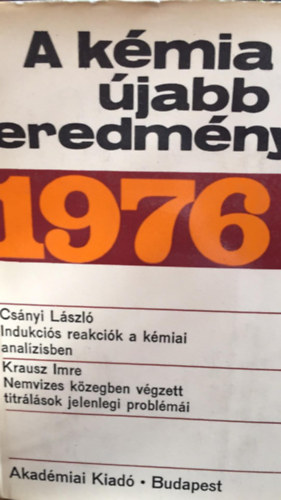 A kémia
újabb
eredmény
1976
Csányi László
Indukciós reakciók a kémiai
analízisben
Krausz Imre
Nemvizes közegben végzett
titrálások jelenlegi problémái
Akadémiai Kiadó • Budapest